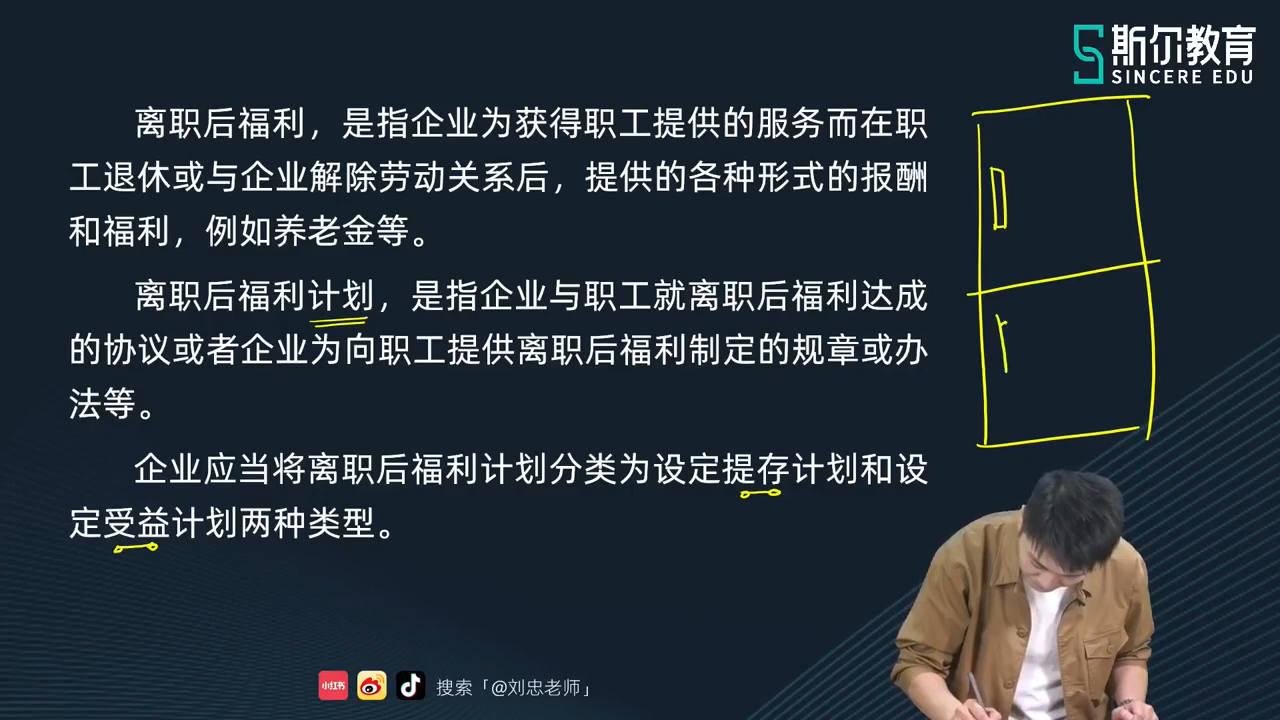 斯尔教育
SINCERE EDU
离职后福利，是指企业为获得职工提供的服务而在职
工退休或与企业解除劳动关系后，提供的各种形式的报酬
和福利，例如养老金等。
离职后福利计划，是指企业与职工就离职后福利达成
的协议或者企业为向职工提供离职后福利制定的规章或办
法等。
企业应当将离职后福利计划分类为设定提存计划和设
定受益计划两种类型。
小红书
搜索「@刘忠老师」